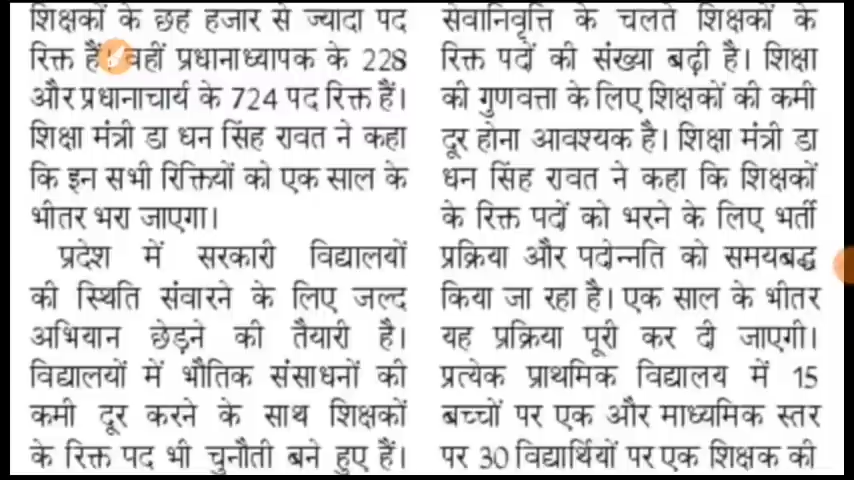 शिक्षकों के छह हजार से ज्यादा पद
रिक्त हैं। वहीं प्रधानाध्यापक के 228
और प्रधानाचार्य के 724 पद रिक्त हैं।
शिक्षा मंत्री डा धन सिंह रावत ने कहा
कि इन सभी रिक्तियों को एक साल के
भीतर भरा जाएगा।
प्रदेश में सरकारी विद्यालयों
की स्थिति संवारने के लिए जल्द
अभियान छेड़ने की तैयारी है।
विद्यालयों में भौतिक संसाधनों की
कमी दूर करने के साथ शिक्षकों
के रिक्त पद भी चुनौती बने हुए हैं।
सेवानिवृत्ति के चलते शिक्षकों के
रिक्त पदों की संख्या बढ़ी है। शिक्षा
की गुणवत्ता के लिए शिक्षकों की कमी
दूर होना आवश्यक है। शिक्षा मंत्री डा
धन सिंह रावत ने कहा कि शिक्षकों
के रिक्त पदों को भरने के लिए भर्ती
प्रक्रिया और पदोन्नति को समयबद्ध
किया जा रहा है। एक साल के भीतर
यह प्रक्रिया पूरी कर दी जाएगी।
प्रत्येक प्राथमिक विद्यालय में 15
बच्चों पर एक और माध्यमिक स्तर
पर 30 विद्यार्थियों पर एक शिक्षक की